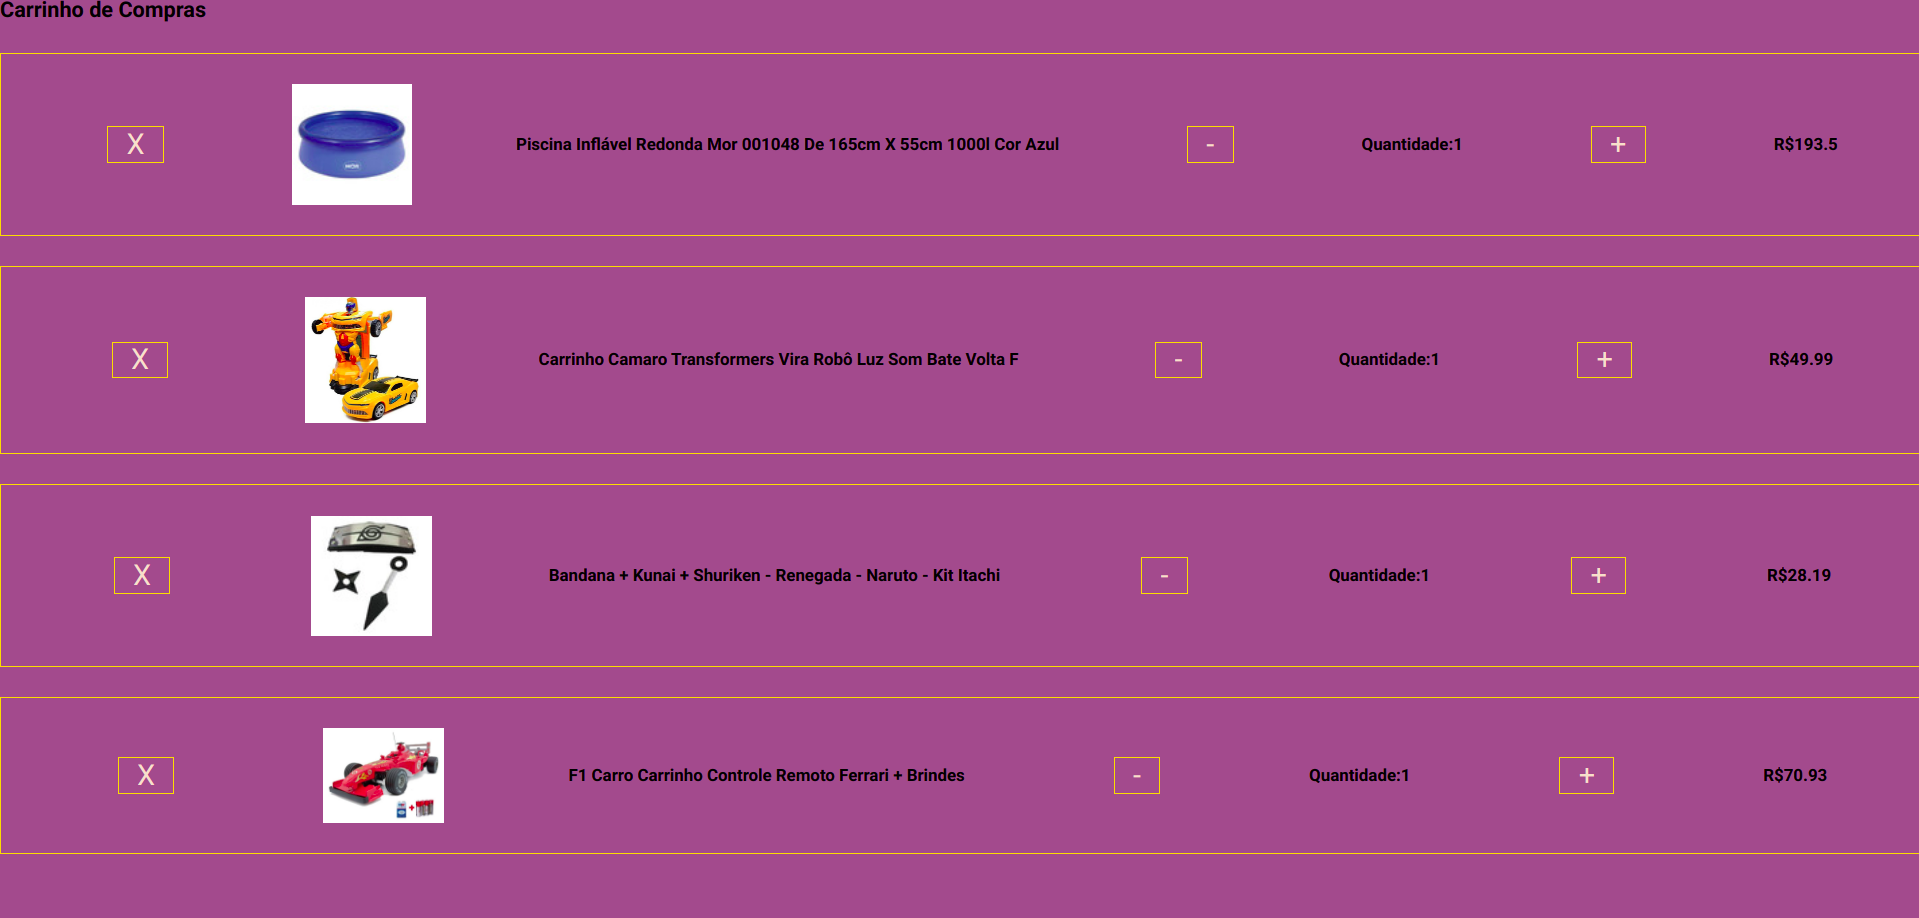 Carrinho de Compras
X Piscina Inflável Redonda Mor 001048 De 165cm X 55cm 1000l Cor Azul - Quantidade:1 + R$193.5
X Carrinho Camaro Transformers Vira Robô Luz Som Bate Volta F - Quantidade:1 + R$49.99
X Bandana + Kunai + Shuriken - Renegada - Naruto - Kit Itachi - Quantidade:1 + R$28.19
X F1 Carro Carrinho Controle Remoto Ferrari + Brindes - Quantidade:1 + R$70.93